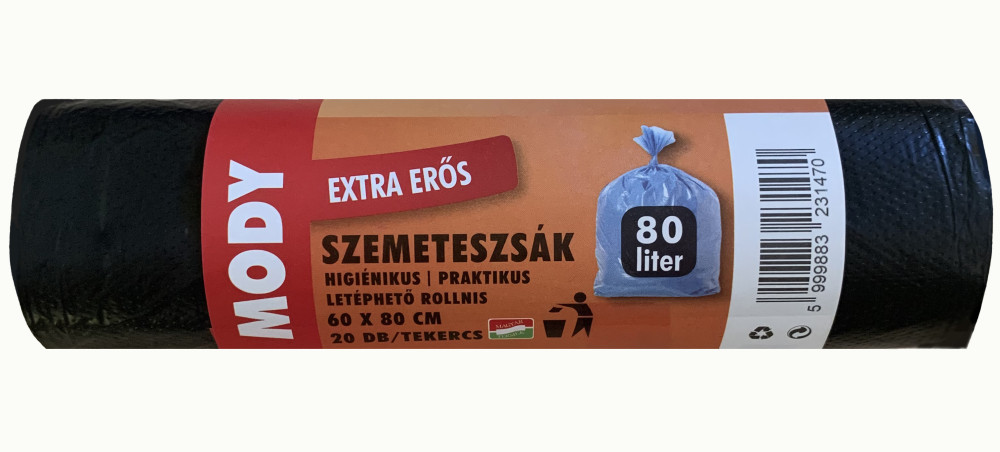 MODY
EXTRA ERŐS
SZEMETESZSÁK
HIGIÉNIKUS | PRAKTIKUS
LETÉPHETŐ ROLLNIS
60 X 80 CM
20 DB/TEKERCS
MAGYAR
80
liter
5 999883 231470